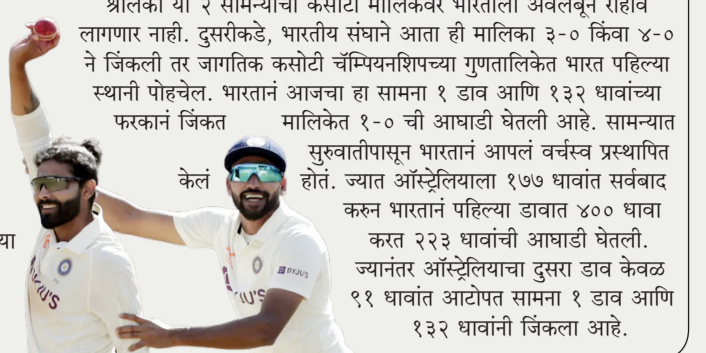 श्रीलंका या २ सामन्यांची कसोटी मालिकेवर भारताला अवलंबून राहावे
लागणार नाही. दुसरीकडे, भारतीय संघाने आता ही मालिका ३-० किंवा ४-०
ने जिंकली तर जागतिक कसोटी चॅम्पियनशिपच्या गुणतालिकेत भारत पहिल्या
स्थानी पोहचेल. भारतानं आजचा हा सामना १ डाव आणि १३२ धावांच्या
फरकानं जिंकत मालिकेत १-० ची आघाडी घेतली आहे. सामन्यात
सुरुवातीपासून भारतानं आपलं वर्चस्व प्रस्थापित
केलं होतं. ज्यात ऑस्ट्रेलियाला १७७ धावांत सर्वबाद
करुन भारतानं पहिल्या डावात ४०० धावा
करत २२३ धावांची आघाडी घेतली.
ज्यानंतर ऑस्ट्रेलियाचा दुसरा डाव केवळ
९१ धावांत आटोपत सामना १ डाव आणि
१३२ धावांनी जिंकला आहे.
या
BYJU'S